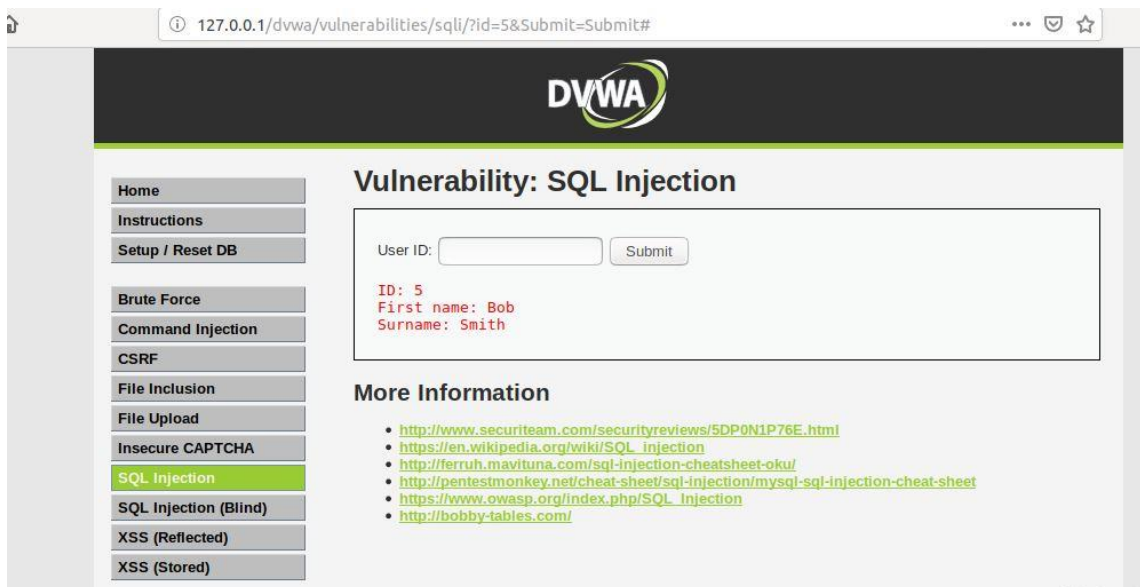 127.0.0.1/dvwa/vulnerabilities/sqli/?id=5&Submit=Submit#
DVWA
Home
Instructions
Setup / Reset DB
Brute Force
Command Injection
CSRF
File Inclusion
File Upload
Insecure CAPTCHA
SQL Injection
SQL Injection (Blind)
XSS (Reflected)
XSS (Stored)
Vulnerability: SQL Injection
User ID: Submit
ID: 5
First name: Bob
Surname: Smith
More Information
http://www.securiteam.com/securityreviews/5DP0N1P76E.html
https://en.wikipedia.org/wiki/SQL_injection
http://ferruh.mavituna.com/sql-injection-cheatsheet-oku/
http://pentestmonkey.net/cheat-sheet/sql-injection/mysql-sql-injection-cheat-sheet
https://www.owasp.org/index.php/SQL_Injection
http://bobby-tables.com/